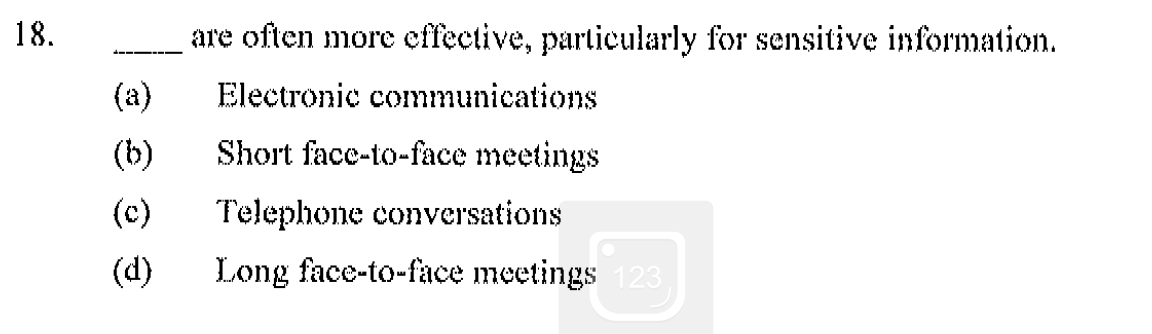 18. _____ are often more effective, particularly for sensitive information.
(a) Electronic communications
(b) Short face-to-face meetings
(c) Telephone conversations
(d) Long face-to-face meetings
123